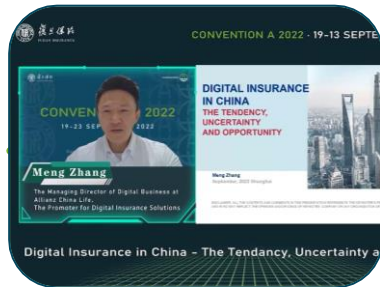 CONVENTION A 2022 · 19-13 SEPTE
CONVEN 2022
19-23 SEP 2022
Meng Zhang
The Managing Director of Digital Business at
Allianz China Life,
The Promoter for Digital Insurance Solutions
DIGITAL INSURANCE
IN CHINA
THE TENDENCY,
UNCERTAINTY
AND OPPORTUNITY
Meng Zhang
September, 2022 Shanghai
Digital Insurance in China – The Tendancy, Uncertainty a